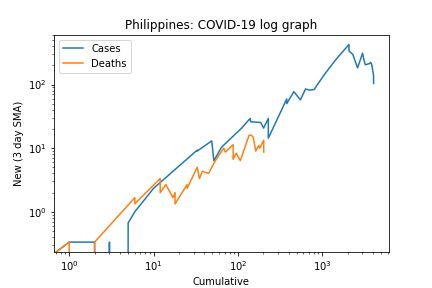 Philippines: COVID-19 log graph
Cases
Deaths
New (3 day SMA)
10²
10¹
10⁰
10⁰ 10¹ 10² 10³
Cumulative